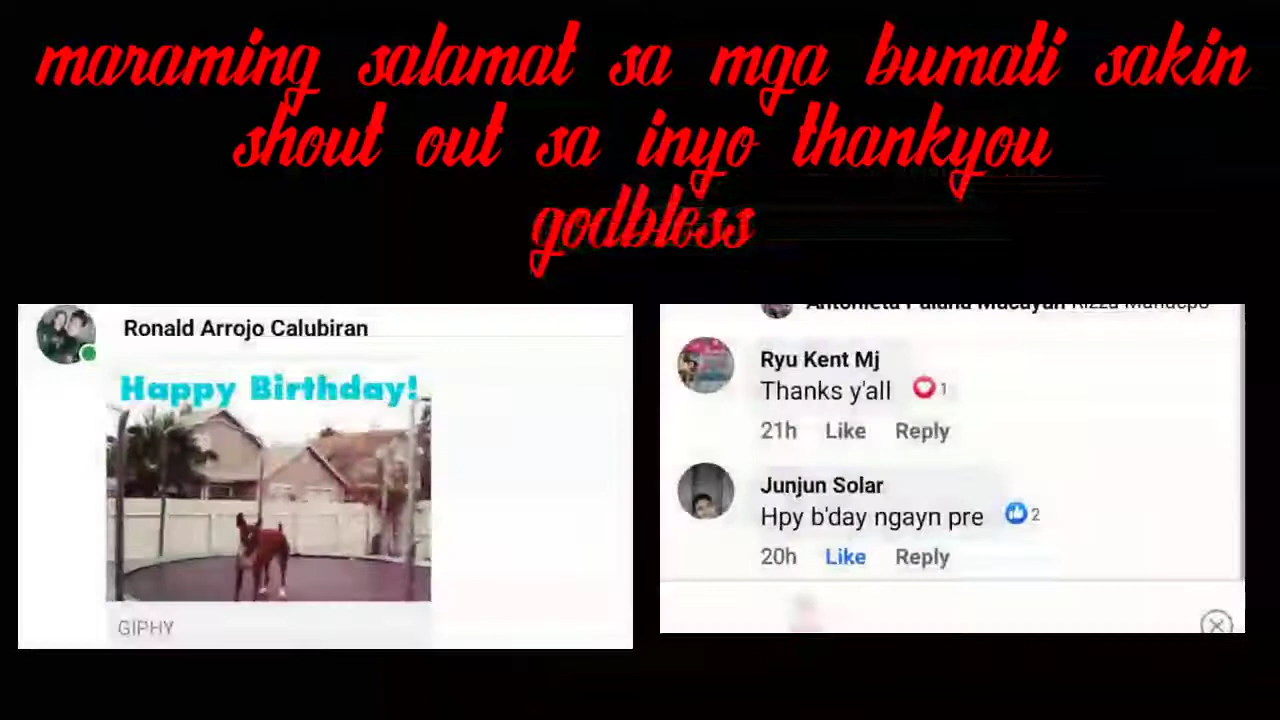 maraming salamat sa mga bumati sakin
shout out sa inyo thankyou
godbless
Ronald Arrojo Calubiran
Happy Birthday!
GIPHY
Ryu Kent Mj
Thanks y'all 1
21h Like Reply
Junjun Solar
Hpy b'day ngayn pre 2
20h Like Reply